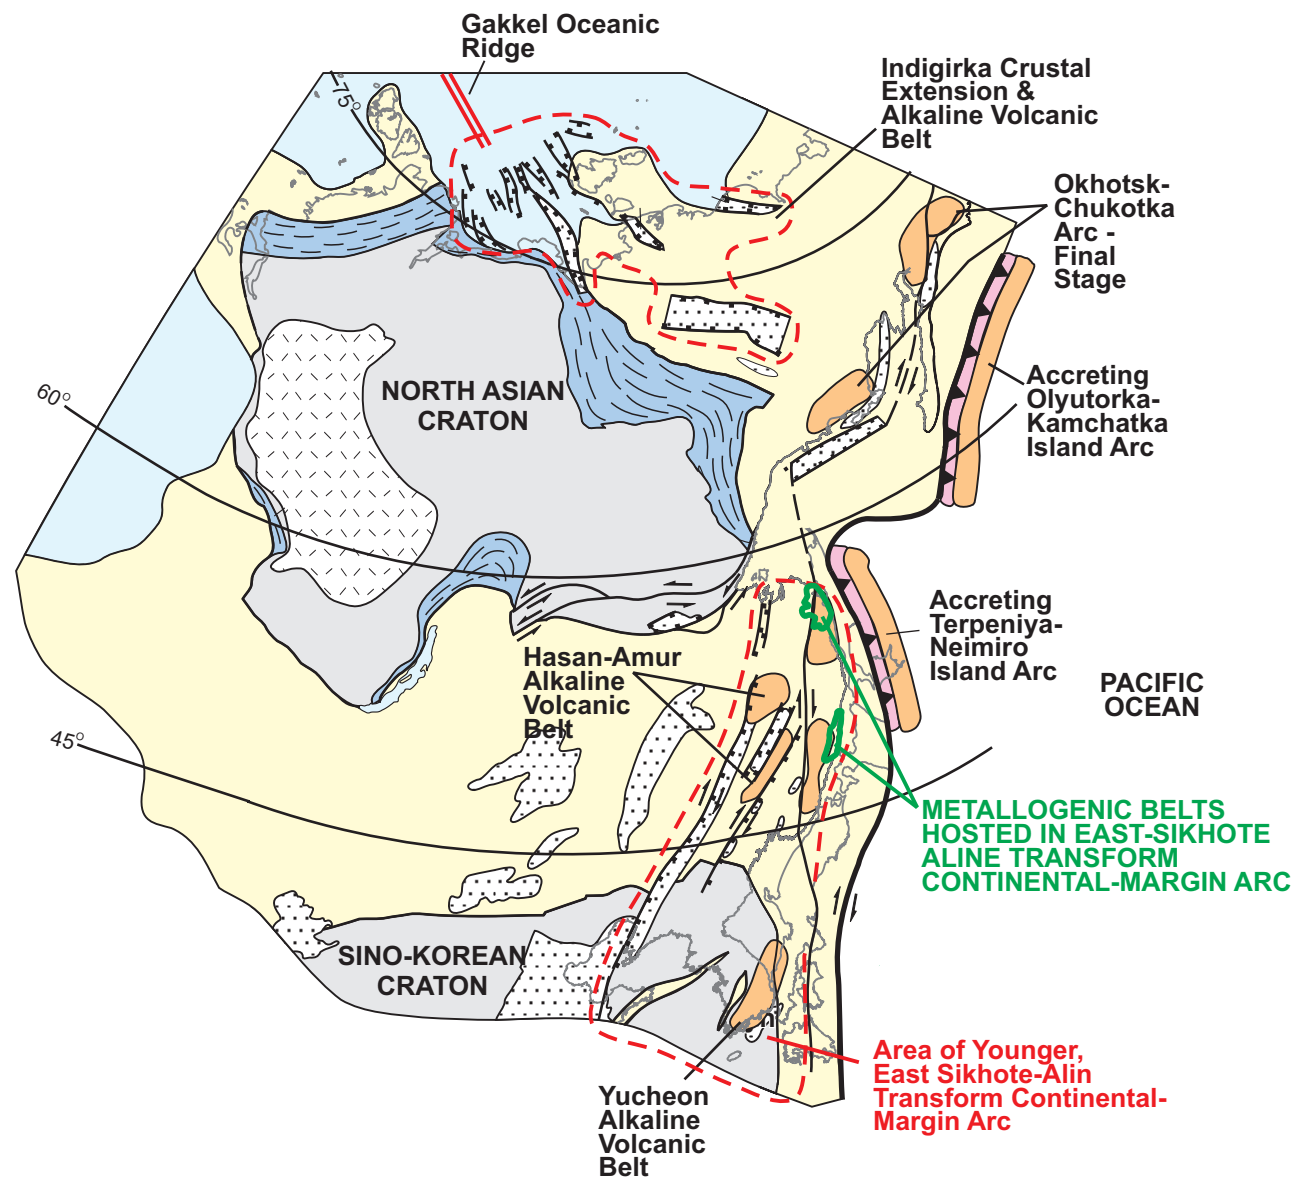 Gakkel Oceanic
Ridge
Indigirka Crustal
Extension &
Alkaline Volcanic
Belt
75°
Okhotsk-
Chukotka
Arc -
Final
Stage
60°
NORTH ASIAN
CRATON
Accreting
Olyutorka-
Kamchatka
Island Arc
Accreting
Terpeniya-
Neimiro
Island Arc
Hasan-Amur
Alkaline
Volcanic
Belt
PACIFIC
OCEAN
45°
METALLOGENIC BELTS
HOSTED IN EAST-SIKHOTE
ALINE TRANSFORM
CONTINENTAL-MARGIN ARC
SINO-KOREAN
CRATON
Area of Younger,
East Sikhote-Alin
Transform Continental-
Margin Arc
Yucheon
Alkaline
Volcanic
Belt